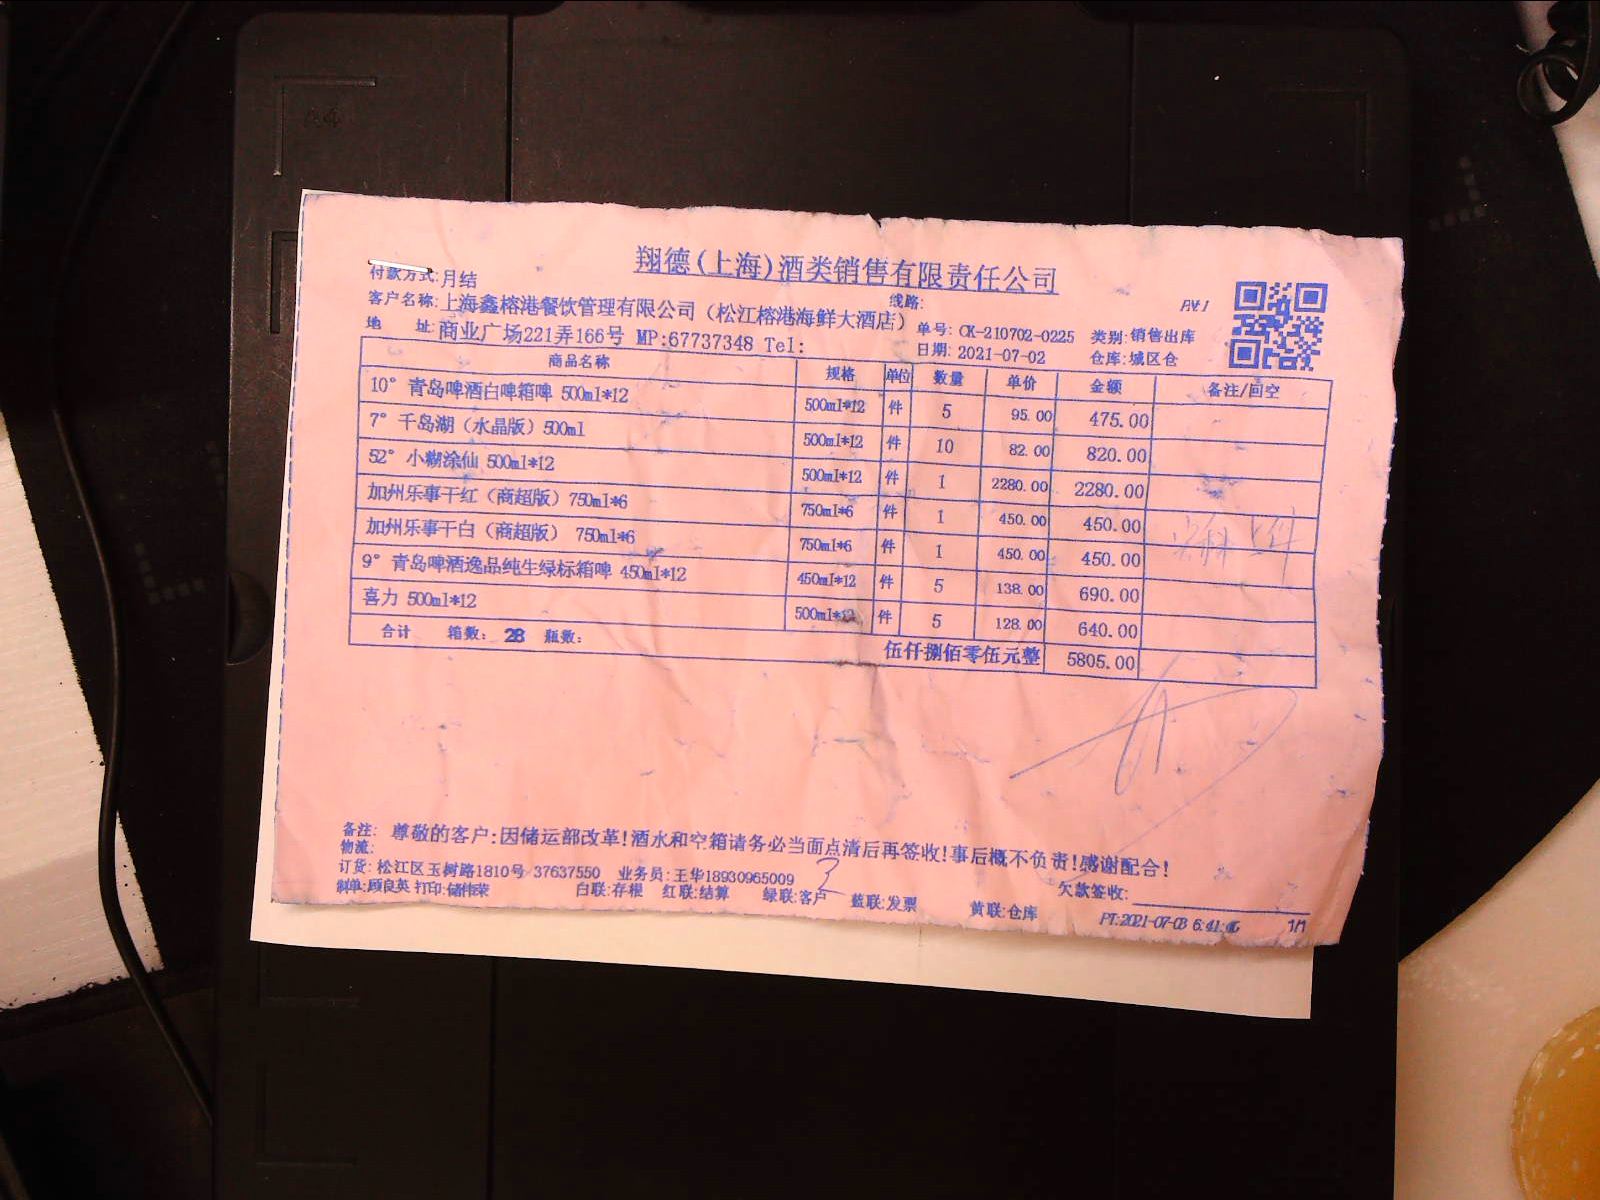 翔德(上海)酒类销售有限责任公司
付款方式:月结
线路:
客户名称:上海鑫榕港餐饮管理有限公司（松江榕港海鲜大酒店）
单号: CK-210702-0225 类别:销售出库
地 址:商业广场221弄166号 MP:67737348 Tel:
日期: 2021-07-02 仓库:城区仓
商品名称 规格 单位 数量 单价 金额 备注/回空
10° 青岛啤酒白啤箱啤 500ml*12 500ml*12 件 5 95.00 475.00
7° 千岛湖（水晶版）500ml 500ml*12 件 10 82.00 820.00
52° 小糊涂仙 500ml*12 500ml*12 件 1 2280.00 2280.00
加州乐事干红（商超版）750ml*6 750ml*6 件 1 450.00 450.00
加州乐事干白（商超版） 750ml*6 750ml*6 件 1 450.00 450.00
9° 青岛啤酒逸品纯生绿标箱啤 450ml*12 450ml*12 件 5 138.00 690.00
喜力 500ml*12 500ml*12 件 5 128.00 640.00
合计 箱数: 28 瓶数: 伍仟捌佰零伍元整 5805.00
备注: 尊敬的客户:因储运部改革!酒水和空箱请务必当面点清后再签收!事后概不负责!感谢配合!
物流:
订货: 松江区玉树路1810号 37637550 业务员:王华18930965009
欠款签收:
制单:顾良英 打印:储伟荣 白联:存根 红联:结算 绿联:客户 蓝联:发票 黄联:仓库
PT:2021-07-03 6:41: 1/1